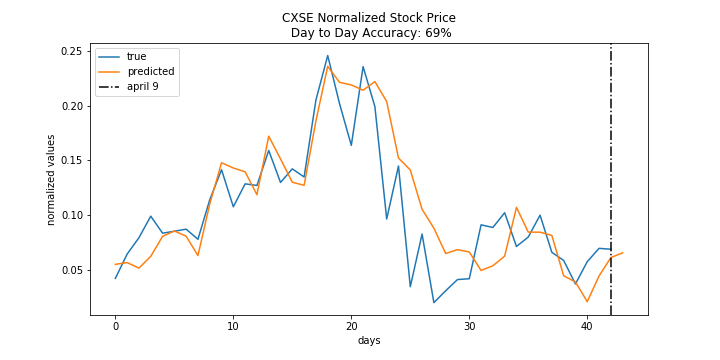 CXSE Normalized Stock Price
Day to Day Accuracy: 69%
true
predicted
april 9
normalized values
0.25
0.20
0.15
0.10
0.05
0
10
20
30
40
days